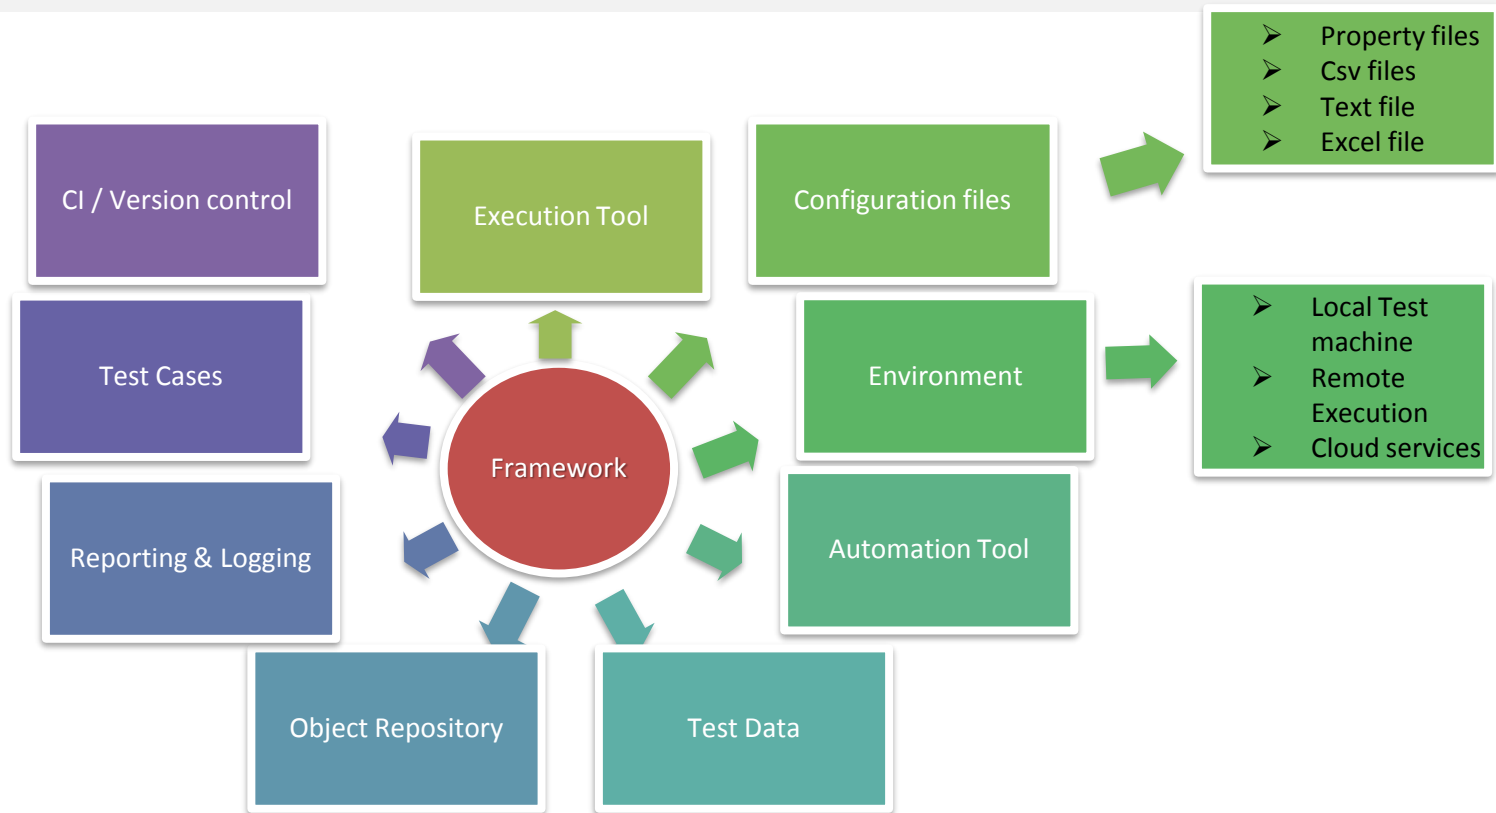 CI / Version control
Execution Tool
Configuration files
➢ Property files
➢ Csv files
➢ Text file
➢ Excel file
Test Cases
Environment
➢ Local Test
machine
➢ Remote
Execution
➢ Cloud services
Framework
Reporting & Logging
Automation Tool
Object Repository
Test Data